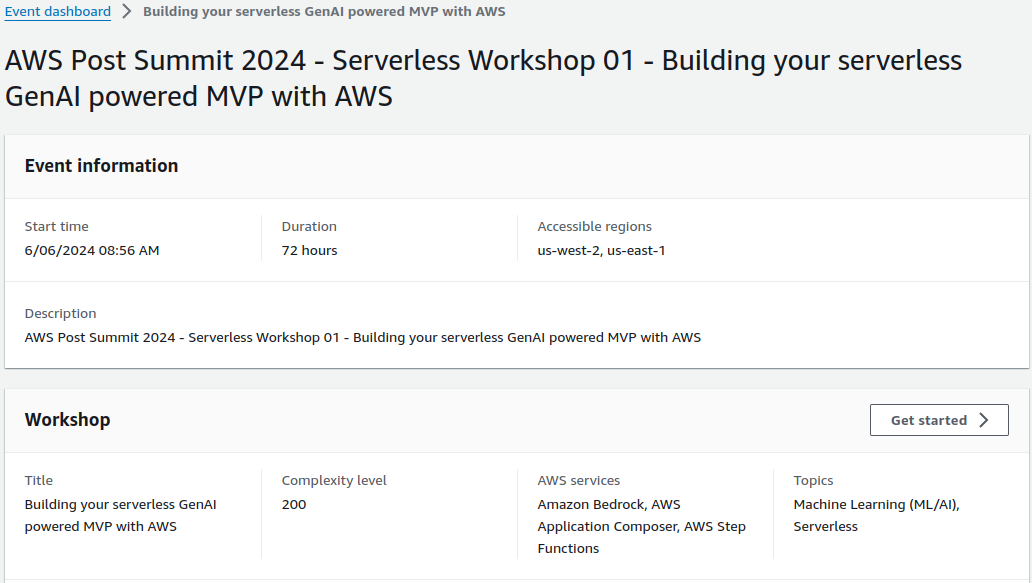 Event dashboard > Building your serverless GenAI powered MVP with AWS
AWS Post Summit 2024 - Serverless Workshop 01 - Building your serverless
GenAI powered MVP with AWS
Event information
Start time
6/06/2024 08:56 AM
Duration
72 hours
Accessible regions
us-west-2, us-east-1
Description
AWS Post Summit 2024 - Serverless Workshop 01 - Building your serverless GenAI powered MVP with AWS
Workshop
Get started >
Title
Building your serverless GenAI
powered MVP with AWS
Complexity level
200
AWS services
Amazon Bedrock, AWS
Application Composer, AWS Step
Functions
Topics
Machine Learning (ML/AI),
Serverless